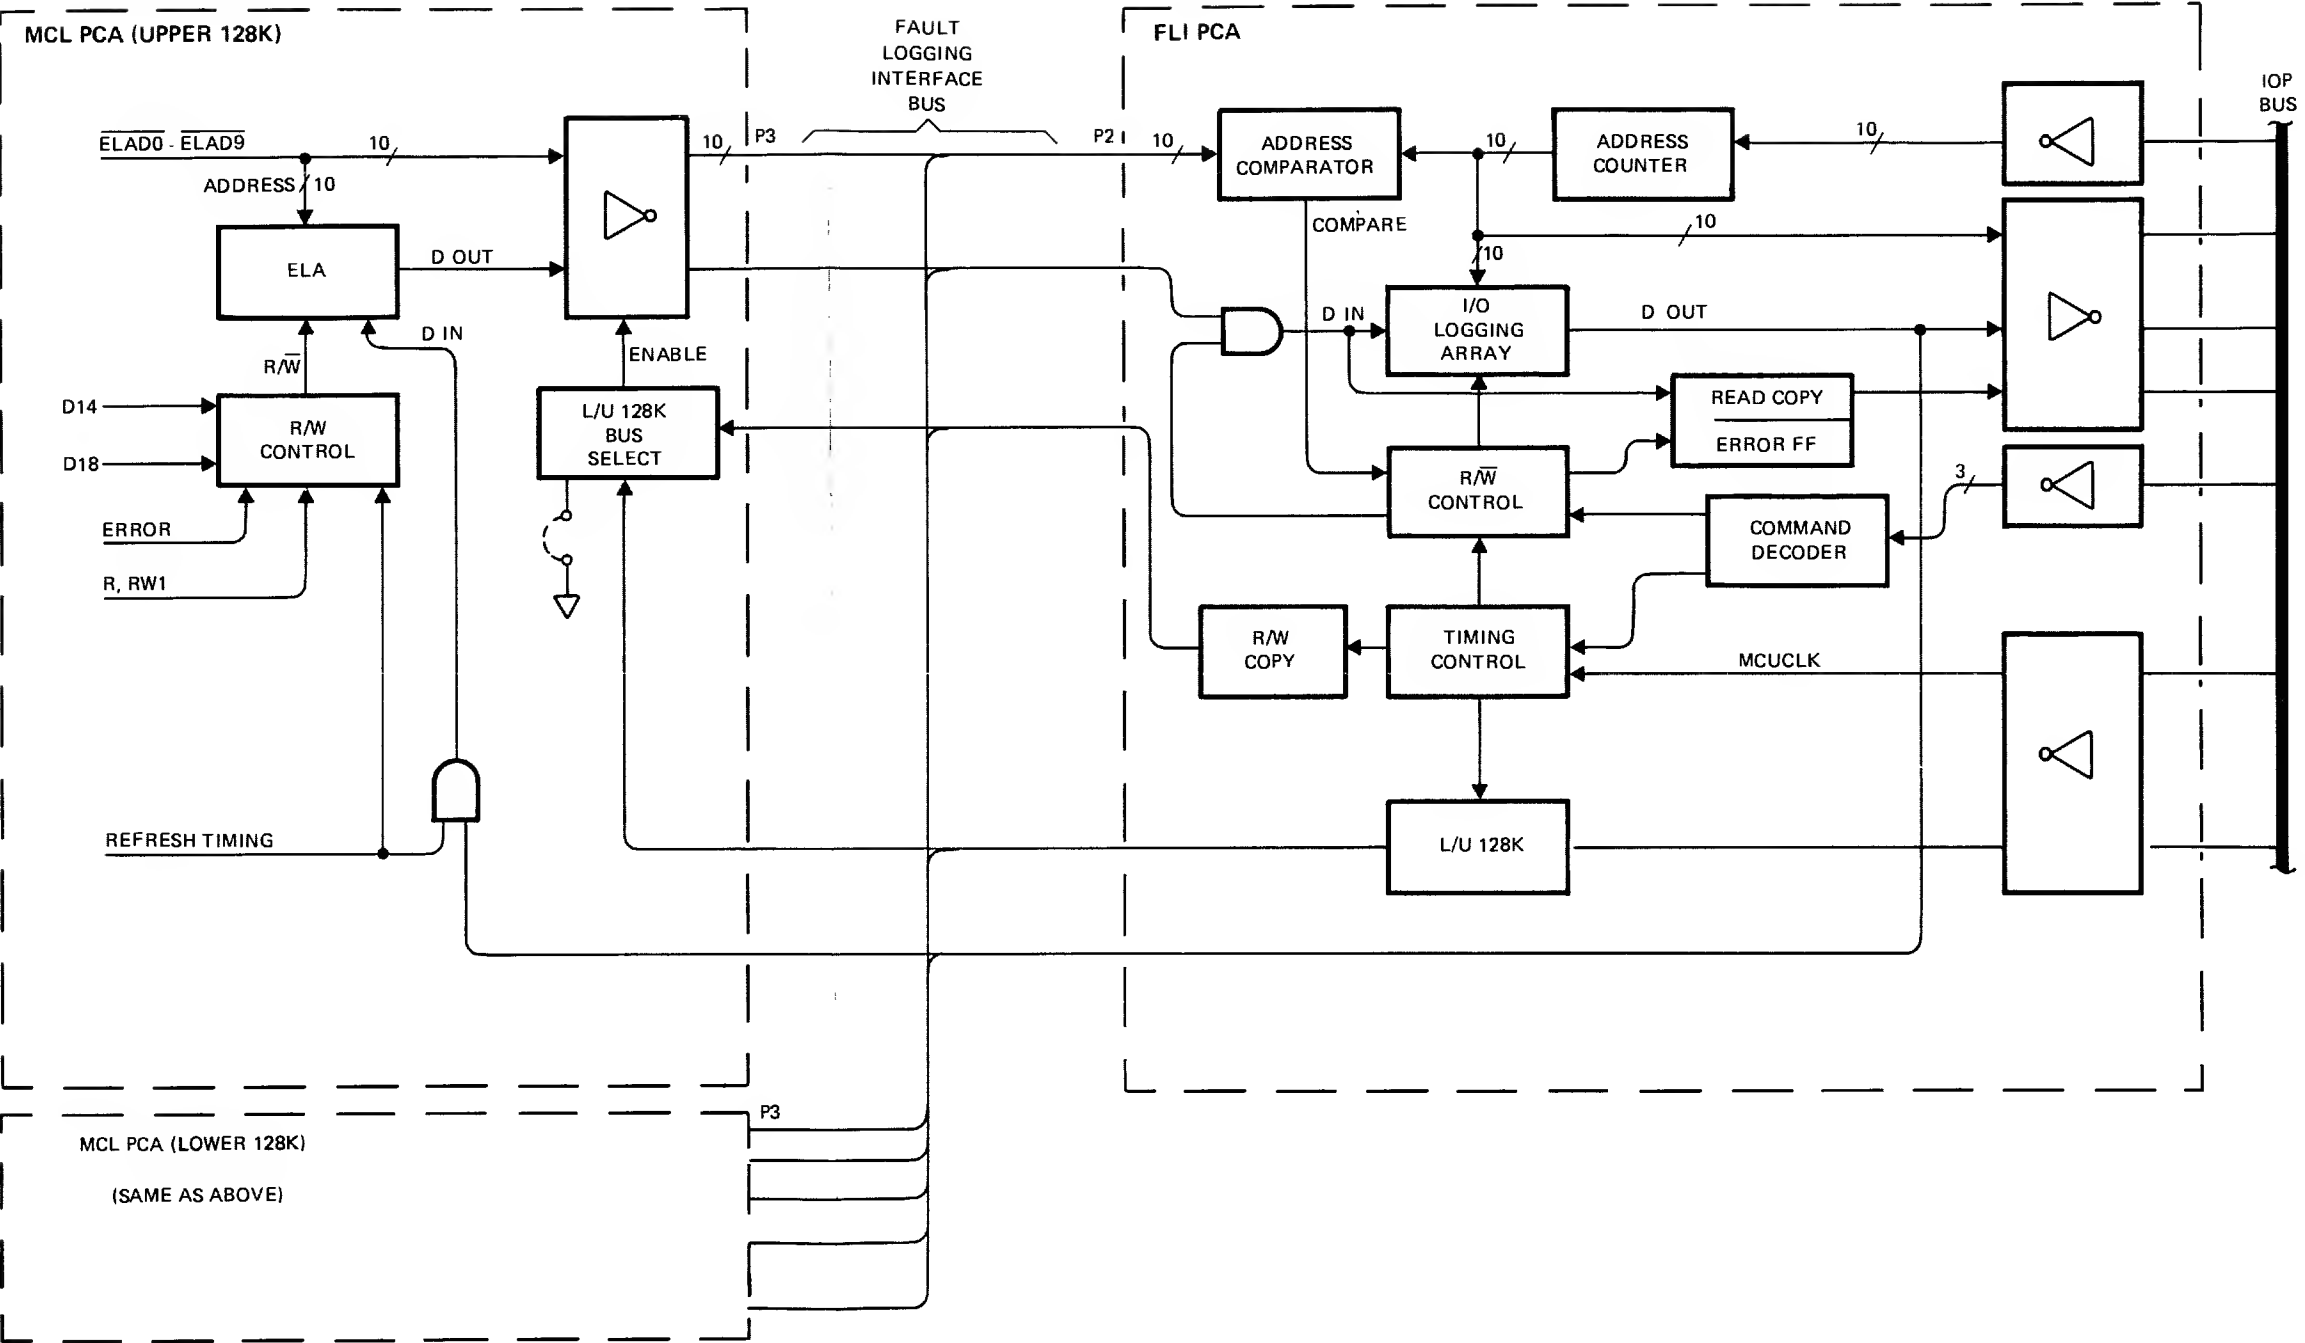 MCL PCA (UPPER 128K)
ELAD0 - ELAD9
10
ADDRESS
10
ELA
D OUT
D IN
R/W
D14
D18
R/W
CONTROL
ERROR
R, RW1
REFRESH TIMING
ENABLE
L/U 128K
BUS
SELECT
10
P3
FAULT
LOGGING
INTERFACE
BUS
P2
10
FLI PCA
ADDRESS
COMPARATOR
10
ADDRESS
COUNTER
10
COMPARE
10
10
D IN
I/O
LOGGING
ARRAY
D OUT
READ COPY
ERROR FF
R/W
CONTROL
3
COMMAND
DECODER
R/W
COPY
TIMING
CONTROL
MCUCLK
L/U 128K
IOP
BUS
P3
MCL PCA (LOWER 128K)
(SAME AS ABOVE)